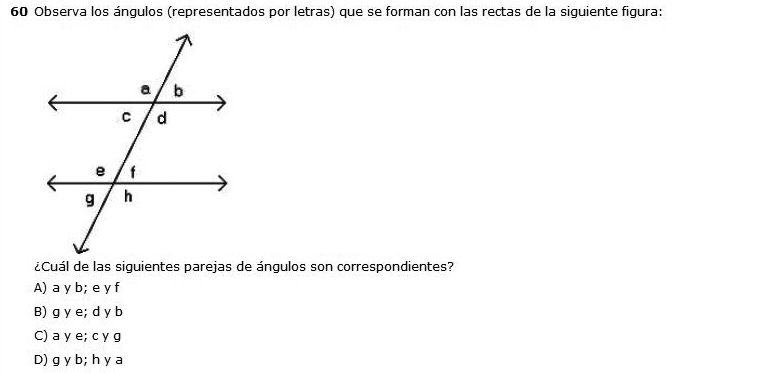 60 Observa los ángulos (representados por letras) que se forman con las rectas de la siguiente figura:
a b
c d
e f
g h
¿Cuál de las siguientes parejas de ángulos son correspondientes?
A) a y b; e y f
B) g y e; d y b
C) a y e; c y g
D) g y b; h y a